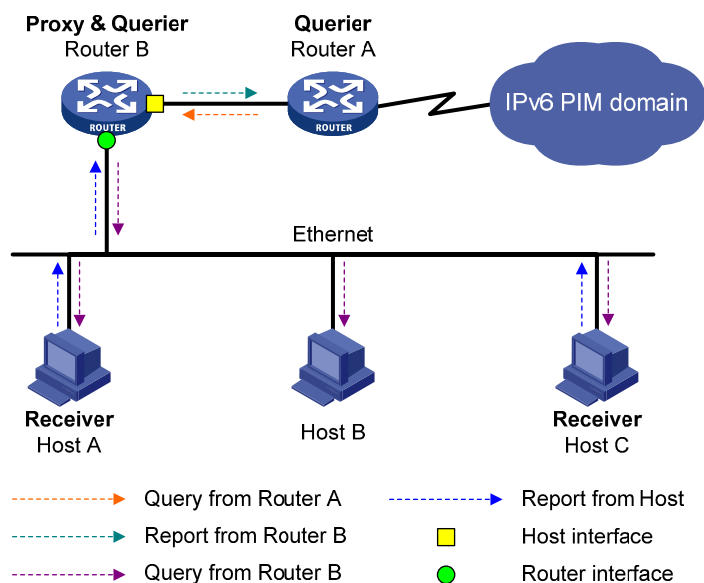 Proxy & Querier
Router B
Querier
Router A
IPv6 PIM domain
ROUTER
ROUTER
Ethernet
Receiver
Host A
Host B
Receiver
Host C
Query from Router A
Report from Host
Report from Router B
Host interface
Query from Router B
Router interface